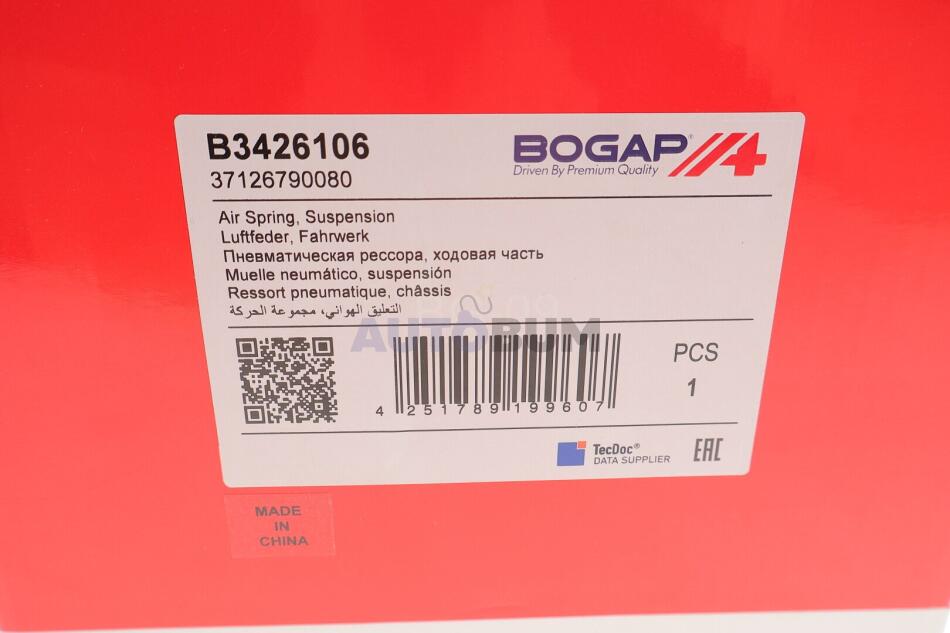 B3426106
37126790080
BOGAP®
Driven By Premium Quality
Air Spring, Suspension
Luftfeder, Fahrwerk
Пневматическая рессора, ходовая часть
Muelle neumático, suspensión
Ressort pneumatique, châssis
التعليق الهوائي، مجموعة الحركة
AUTOBUM
PCS
1
4 251789 199607
TecDoc®
DATA SUPPLIER
EAC
MADE
IN
CHINA